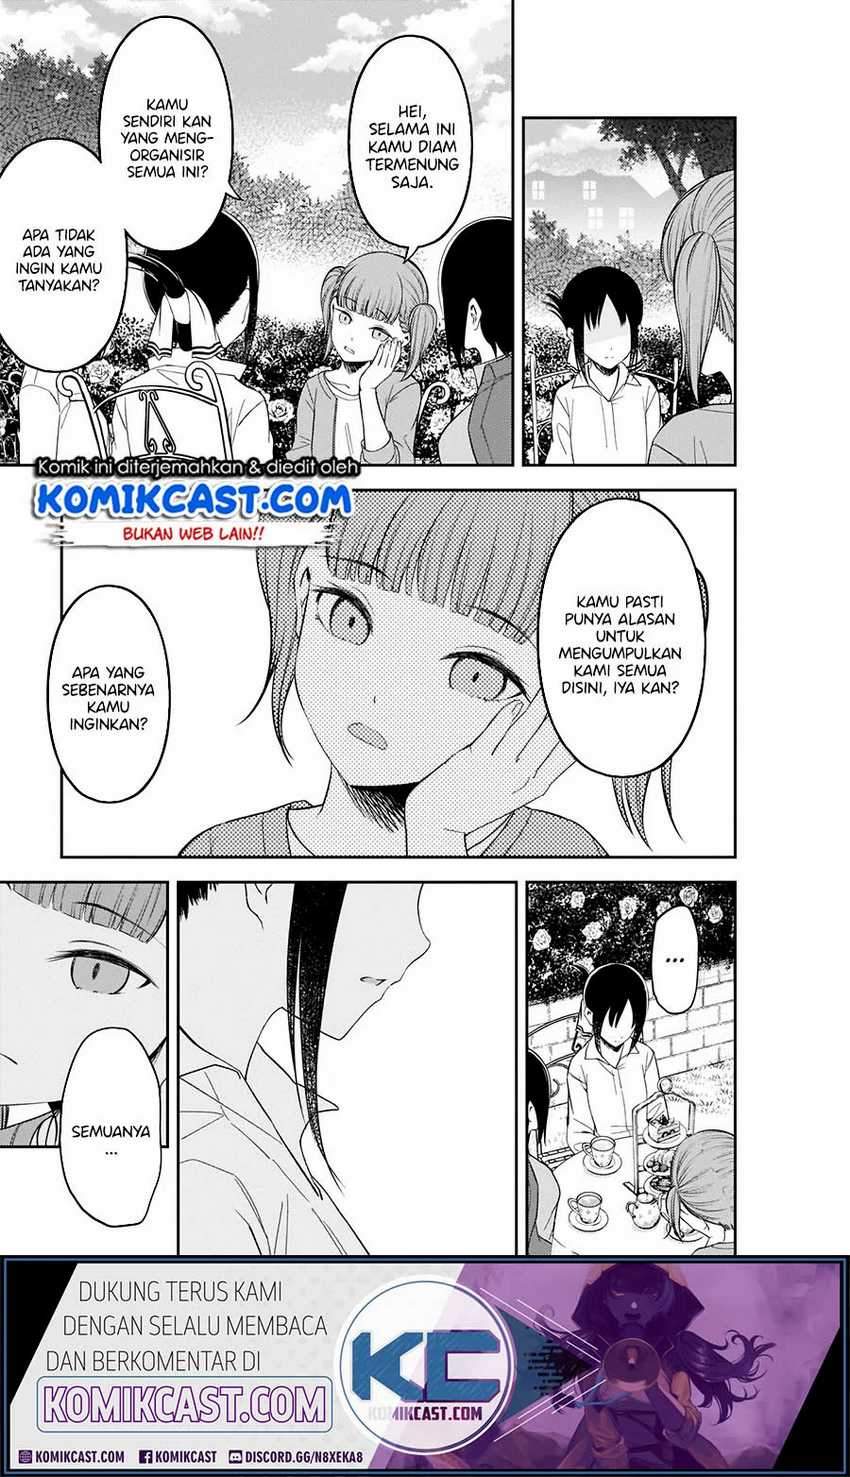 HEI,
SELAMA INI
KAMU DIAM
TERMENUNG
SAJA.
KAMU
SENDIRI KAN
YANG MENG-
ORGANISIR
SEMUA INI?
APA TIDAK
ADA YANG
INGIN KAMU
TANYAKAN?
Komik ini diterjemahkan & diedit oleh
KOMIKCAST.COM
BUKAN WEB LAIN!!
KAMU PASTI
PUNYA ALASAN
UNTUK
MENGUMPULKAN
KAMI SEMUA
DISINI, IYA KAN?
APA YANG
SEBENARNYA
KAMU
INGINKAN?
...
SEMUANYA
...
DUKUNG TERUS KAMI
DENGAN SELALU MEMBACA
DAN BERKOMENTAR DI
KOMIKCAST.COM
KC
KOMIKCAST.COM
KOMIKCAST.COM KOMIKCAST DISCORD.GG/N8XEKA8